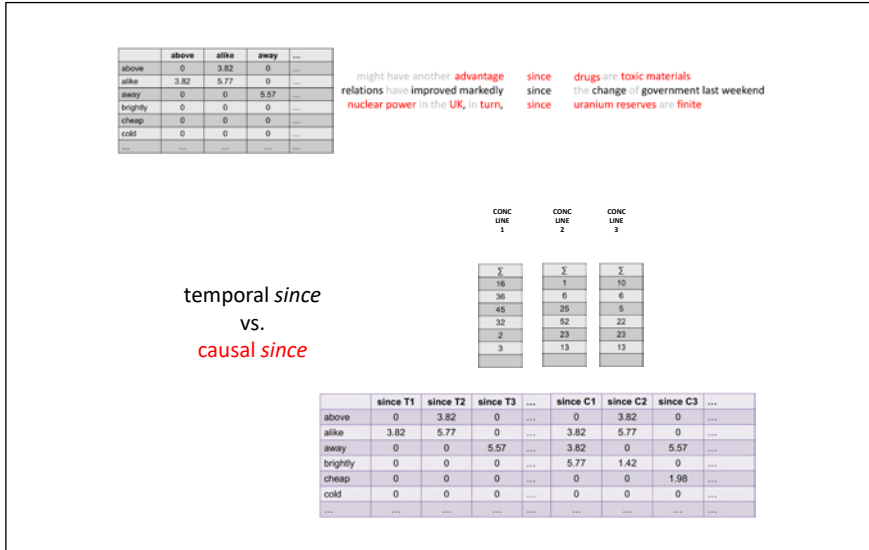 above alike away ...
above 0 3.82 0 ...
alike 3.82 5.77 0 ...
away 0 0 5.57 ...
brightly 0 0 0 ...
cheap 0 0 0 ...
cold 0 0 0 ...
... ... ... ... ...
might have another advantage since drugs are toxic materials
relations have improved markedly since the change of government last weekend
nuclear power in the UK, in turn, since uranium reserves are finite
CONC LINE 1
CONC LINE 2
CONC LINE 3
Σ Σ Σ
16 1 10
36 6 6
45 25 5
32 52 22
2 23 23
3 13 13
temporal since
vs.
causal since
since T1 since T2 since T3 ... since C1 since C2 since C3 ...
above 0 3.82 0 ... 0 3.82 0 ...
alike 3.82 5.77 0 ... 3.82 5.77 0 ...
away 0 0 5.57 ... 3.82 0 5.57 ...
brightly 0 0 0 ... 5.77 1.42 0 ...
cheap 0 0 0 ... 0 0 1.98 ...
cold 0 0 0 ... 0 0 0 ...
... ... ... ... ... ... ... ... ...